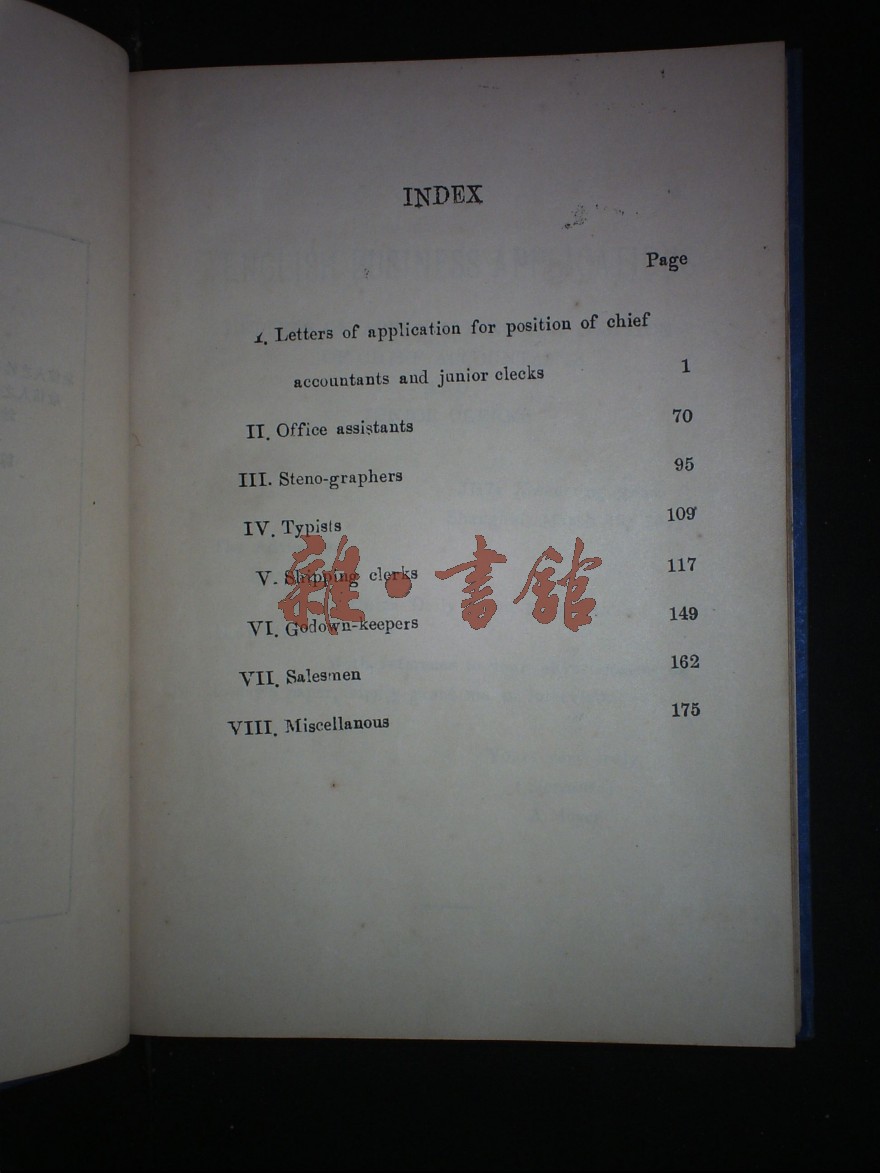 INDEX
Page
I. Letters of application for position of chief
accountants and junior clecks 1
II. Office assistants 70
III. Steno-graphers 95
IV. Typists 109
V. Shipping clerks 117
VI. Godown-keepers 149
VII. Salesmen 162
VIII. Miscellanous 175
雜·書館